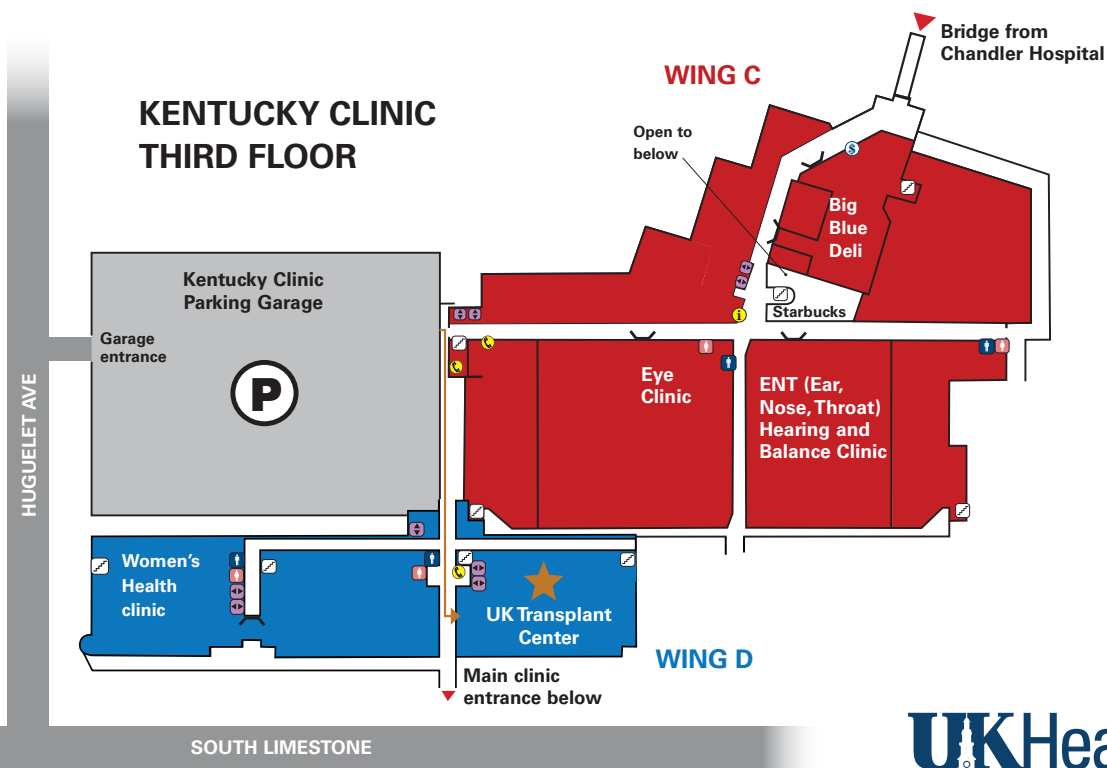 KENTUCKY CLINIC
THIRD FLOOR
WING C
Bridge from
Chandler Hospital
Open to
below
$
Big
Blue
Deli
Kentucky Clinic
Parking Garage
Garage
entrance
P
i
Starbucks
Eye
Clinic
ENT (Ear,
Nose, Throat)
Hearing and
Balance Clinic
HUGUELET AVE
Women's
Health
clinic
UK Transplant
Center
WING D
Main clinic
entrance below
SOUTH LIMESTONE
UKHea